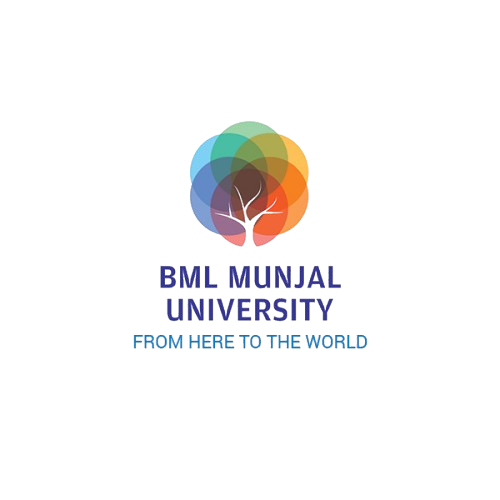 BML MUNJAL
UNIVERSITY
FROM HERE TO THE WORLD